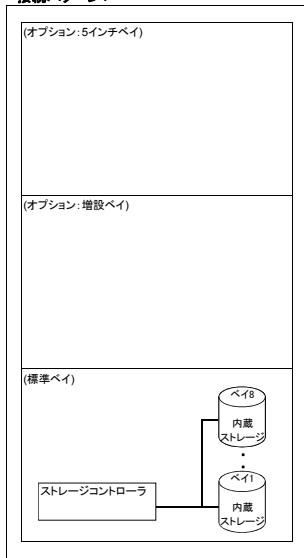 (オプション:5インチベイ)
(オプション:増設ベイ)
(標準ベイ)
ベイ8
内蔵
ストレージ
ストレージコントローラ
ベイ1
内蔵
ストレージ